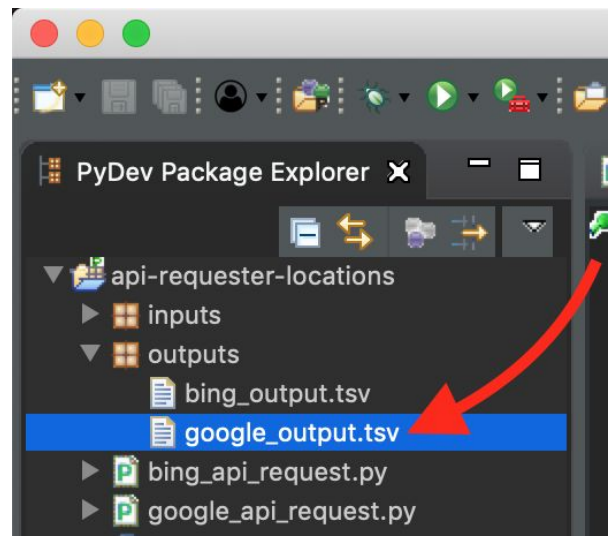 PyDev Package Explorer
api-requester-locations
inputs
outputs
bing_output.tsv
google_output.tsv
bing_api_request.py
google_api_request.py